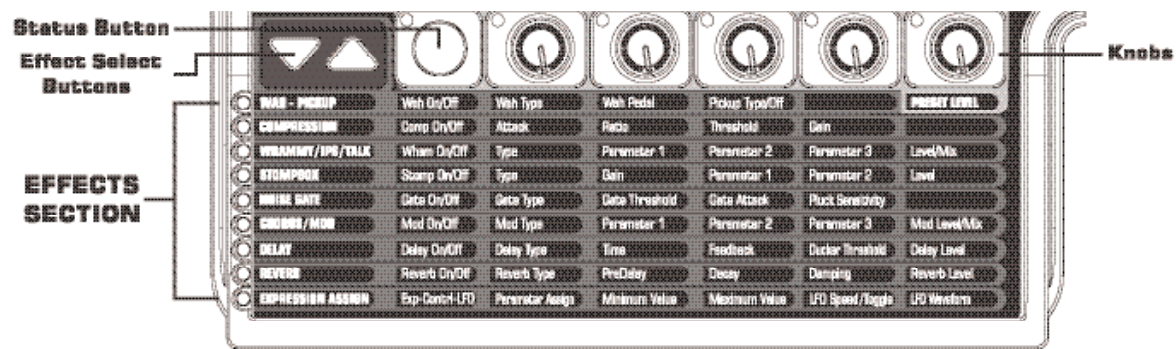 Status Button
Effect Select
Buttons
Knobs
EFFECTS
SECTION
WAH - PICKUP Wah On/Off Wah Type Wah Pedal Pickup Type/Off PRESET LEVEL
COMPRESSION Comp On/Off Attack Ratio Threshold Gain
WHAMMY/IPS/TALK Wham On/Off Type Parameter 1 Parameter 2 Parameter 3 Level/Mix
STOMPBOX Stomp On/Off Type Gain Parameter 1 Parameter 2 Level
NOISE GATE Gate On/Off Gate Type Gate Threshold Gate Attack Pluck Sensitivity
CHORUS/MOD Mod On/Off Mod Type Parameter 1 Parameter 2 Parameter 3 Mod Level/Mix
DELAY Delay On/Off Delay Type Time Feedback Ducker Threshold Delay Level
REVERB Reverb On/Off Reverb Type PreDelay Decay Damping Reverb Level
EXPRESSION ASSIGN Exp-Contrl-LFO Parameter Assign Minimum Value Maximum Value LFO Speed/Toggle LFO Waveform